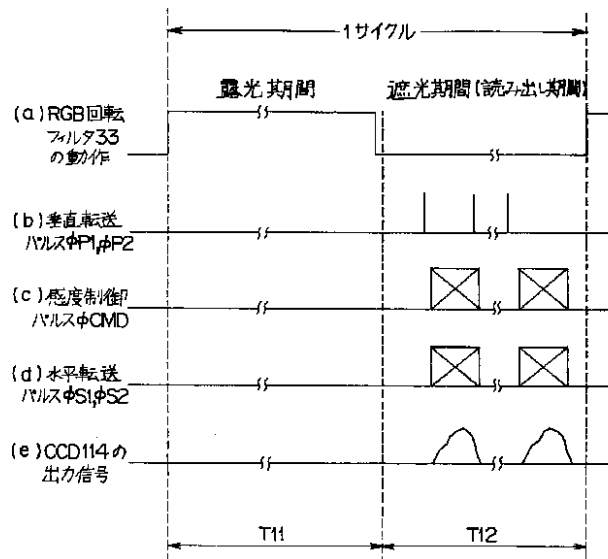 1サイクル
露光期間
遮光期間(読み出し期間)
(a)RGB回転
フィルタ33
の動作
(b)垂直転送
パルスφP1,φP2
(c)感度制御
パルスφCMD
(d)水平転送
パルスφS1,φS2
(e)CCD114の
出力信号
T11
T12